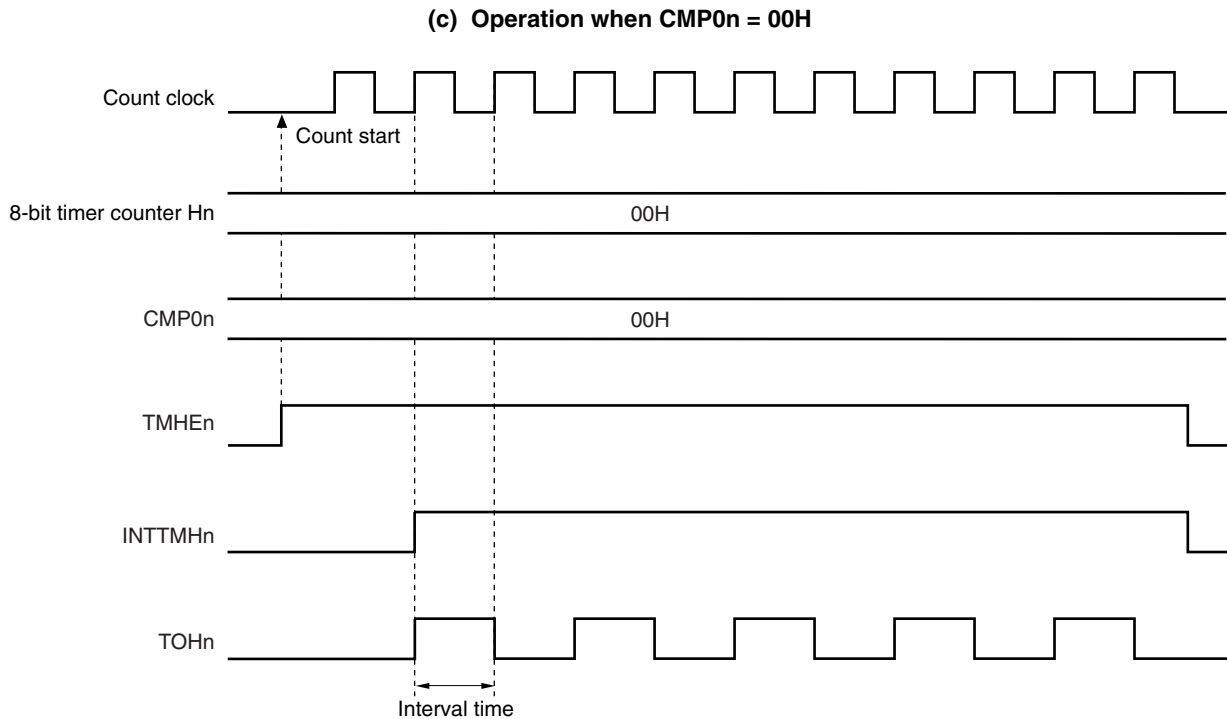 (c) Operation when CMP0n = 00H
Count clock
Count start
8-bit timer counter Hn
00H
CMP0n
00H
TMHEn
INTTMHn
TOHn
Interval time